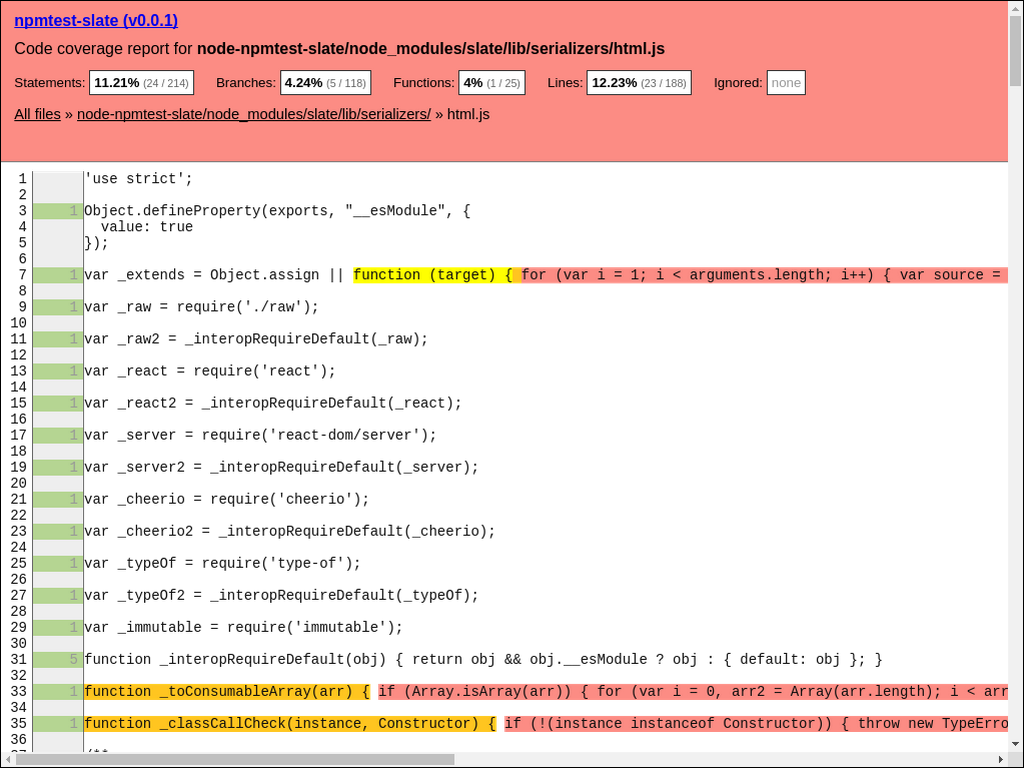 npmtest-slate (v0.0.1)
Code coverage report for node-npmtest-slate/node_modules/slate/lib/serializers/html.js
Statements: 11.21% (24 / 214) Branches: 4.24% (5 / 118) Functions: 4% (1 / 25) Lines: 12.23% (23 / 188) Ignored: none
All files » node-npmtest-slate/node_modules/slate/lib/serializers/ » html.js
1 'use strict';
2
3 1 Object.defineProperty(exports, "__esModule", {
4   value: true
5 });
6
7 1 var _extends = Object.assign || function (target) { for (var i = 1; i < arguments.length; i++) { var source =
8
9 1 var _raw = require('./raw');
10
11 1 var _raw2 = _interopRequireDefault(_raw);
12
13 1 var _react = require('react');
14
15 1 var _react2 = _interopRequireDefault(_react);
16
17 1 var _server = require('react-dom/server');
18
19 1 var _server2 = _interopRequireDefault(_server);
20
21 1 var _cheerio = require('cheerio');
22
23 1 var _cheerio2 = _interopRequireDefault(_cheerio);
24
25 1 var _typeOf = require('type-of');
26
27 1 var _typeOf2 = _interopRequireDefault(_typeOf);
28
29 1 var _immutable = require('immutable');
30
31 5 function _interopRequireDefault(obj) { return obj && obj.__esModule ? obj : { default: obj }; }
32
33 1 function _toConsumableArray(arr) { if (Array.isArray(arr)) { for (var i = 0, arr2 = Array(arr.length); i < arr
34
35 1 function _classCallCheck(instance, Constructor) { if (!(instance instanceof Constructor)) { throw new TypeErro
36